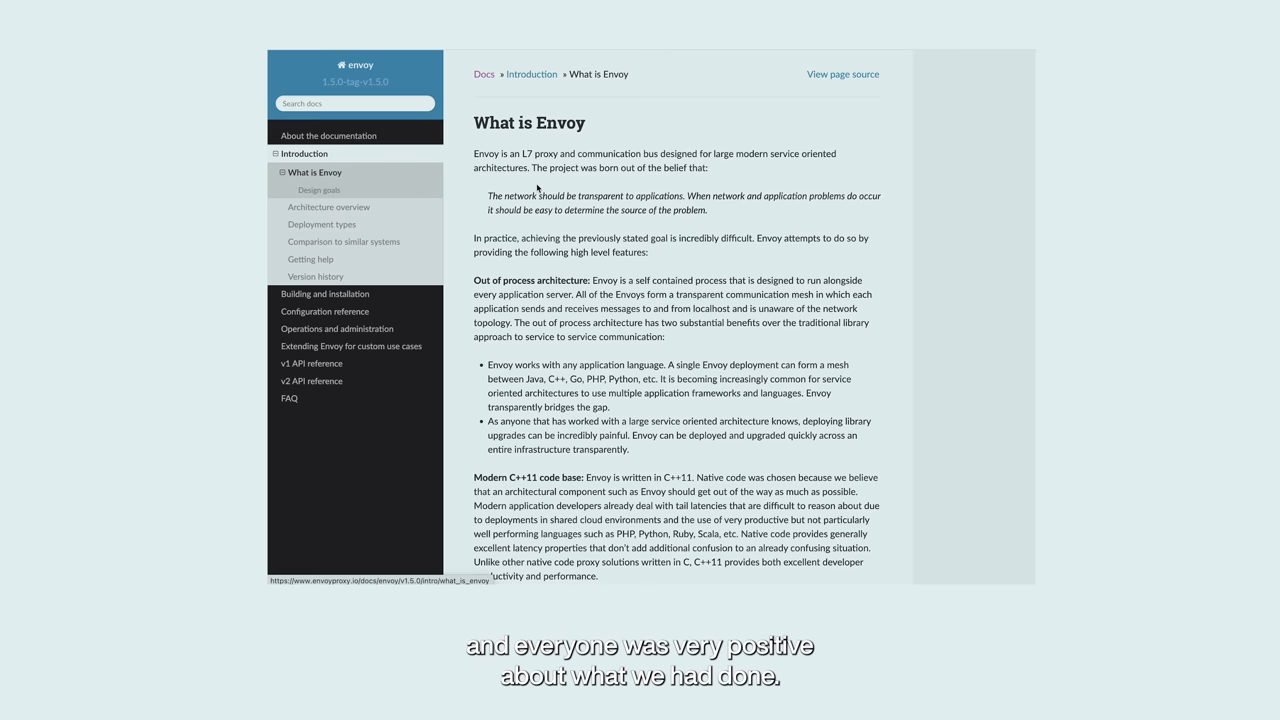 envoy
1.5.0-tag-v1.5.0
Search docs
About the documentation
Introduction
What is Envoy
Design goals
Architecture overview
Deployment types
Comparison to similar systems
Getting help
Version history
Building and installation
Configuration reference
Operations and administration
Extending Envoy for custom use cases
v1 API reference
v2 API reference
FAQ
Docs » Introduction » What is Envoy
View page source
What is Envoy
Envoy is an L7 proxy and communication bus designed for large modern service oriented
architectures. The project was born out of the belief that:
The network should be transparent to applications. When network and application problems do occur
it should be easy to determine the source of the problem.
In practice, achieving the previously stated goal is incredibly difficult. Envoy attempts to do so by
providing the following high level features:
Out of process architecture: Envoy is a self contained process that is designed to run alongside
every application server. All of the Envoys form a transparent communication mesh in which each
application sends and receives messages to and from localhost and is unaware of the network
topology. The out of process architecture has two substantial benefits over the traditional library
approach to service to service communication:
• Envoy works with any application language. A single Envoy deployment can form a mesh
between Java, C++, Go, PHP, Python, etc. It is becoming increasingly common for service
oriented architectures to use multiple application frameworks and languages. Envoy
transparently bridges the gap.
• As anyone that has worked with a large service oriented architecture knows, deploying library
upgrades can be incredibly painful. Envoy can be deployed and upgraded quickly across an
entire infrastructure transparently.
Modern C++11 code base: Envoy is written in C++11. Native code was chosen because we believe
that an architectural component such as Envoy should get out of the way as much as possible.
Modern application developers already deal with tail latencies that are difficult to reason about due
to deployments in shared cloud environments and the use of very productive but not particularly
well performing languages such as PHP, Python, Ruby, Scala, etc. Native code provides generally
excellent latency properties that don't add additional confusion to an already confusing situation.
Unlike other native code proxy solutions written in C, C++11 provides both excellent developer
uctivity and performance.
https://www.envoyproxy.io/docs/envoy/v1.5.0/intro/what_is_envoy
and everyone was very positive
about what we had done.